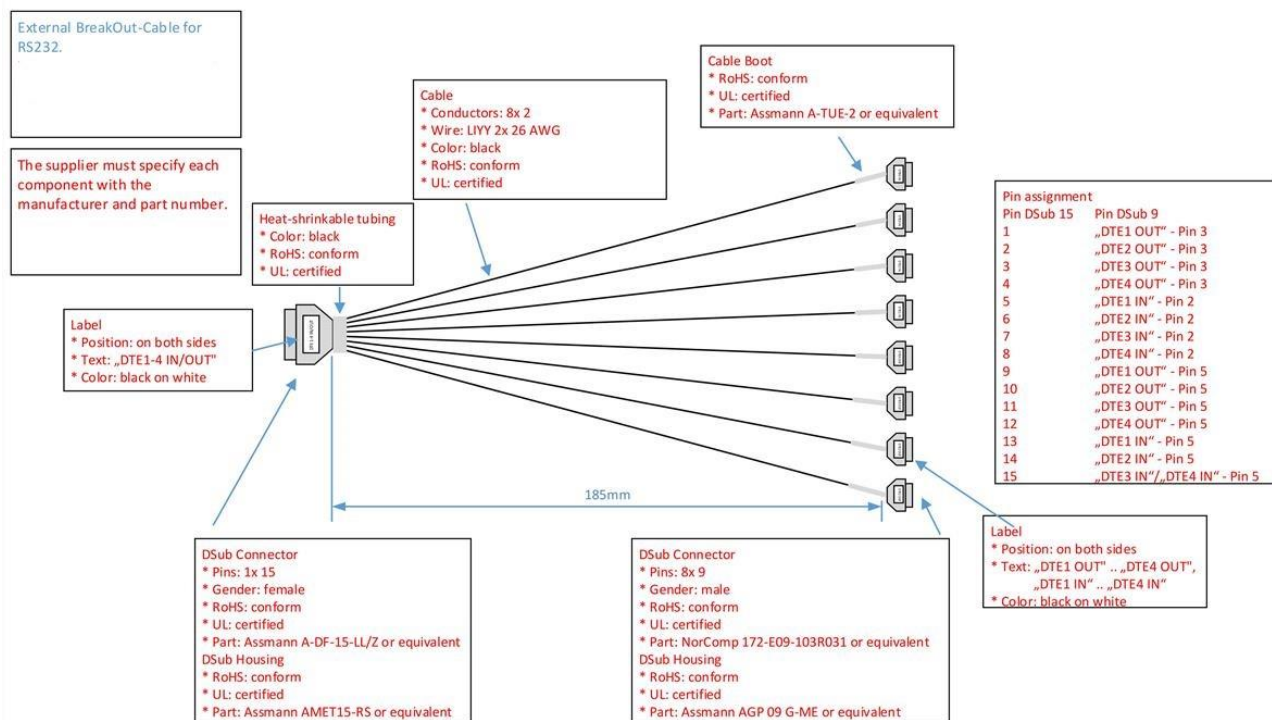 External BreakOut-Cable for
RS232.
The supplier must specify each
component with the
manufacturer and part number.
Cable
* Conductors: 8x 2
* Wire: LIYY 2x 26 AWG
* Color: black
* RoHS: conform
* UL: certified
Cable Boot
* RoHS: conform
* UL: certified
* Part: Assmann A-TUE-2 or equivalent
Heat-shrinkable tubing
* Color: black
* RoHS: conform
* UL: certified
Label
* Position: on both sides
* Text: „DTE1-4 IN/OUT"
* Color: black on white
DTE1-4 IN/OUT
Pin assignment
Pin DSub 15 Pin DSub 9
1 „DTE1 OUT“ - Pin 3
2 „DTE2 OUT“ - Pin 3
3 „DTE3 OUT“ - Pin 3
4 „DTE4 OUT“ - Pin 3
5 „DTE1 IN“ - Pin 2
6 „DTE2 IN“ - Pin 2
7 „DTE3 IN“ - Pin 2
8 „DTE4 IN“ - Pin 2
9 „DTE1 OUT“ - Pin 5
10 „DTE2 OUT“ - Pin 5
11 „DTE3 OUT“ - Pin 5
12 „DTE4 OUT“ - Pin 5
13 „DTE1 IN“ - Pin 5
14 „DTE2 IN“ - Pin 5
15 „DTE3 IN“/„DTE4 IN“ - Pin 5
185mm
DSub Connector
* Pins: 1x 15
* Gender: female
* RoHS: conform
* UL: certified
* Part: Assmann A-DF-15-LL/Z or equivalent
DSub Housing
* RoHS: conform
* UL: certified
* Part: Assmann AMET15-RS or equivalent
DSub Connector
* Pins: 8x 9
* Gender: male
* RoHS: conform
* UL: certified
* Part: NorComp 172-E09-103R031 or equivalent
DSub Housing
* RoHS: conform
* UL: certified
* Part: Assmann AGP 09 G-ME or equivalent
Label
* Position: on both sides
* Text: „DTE1 OUT" .. „DTE4 OUT",
„DTE1 IN“ .. „DTE4 IN“
* Color: black on white